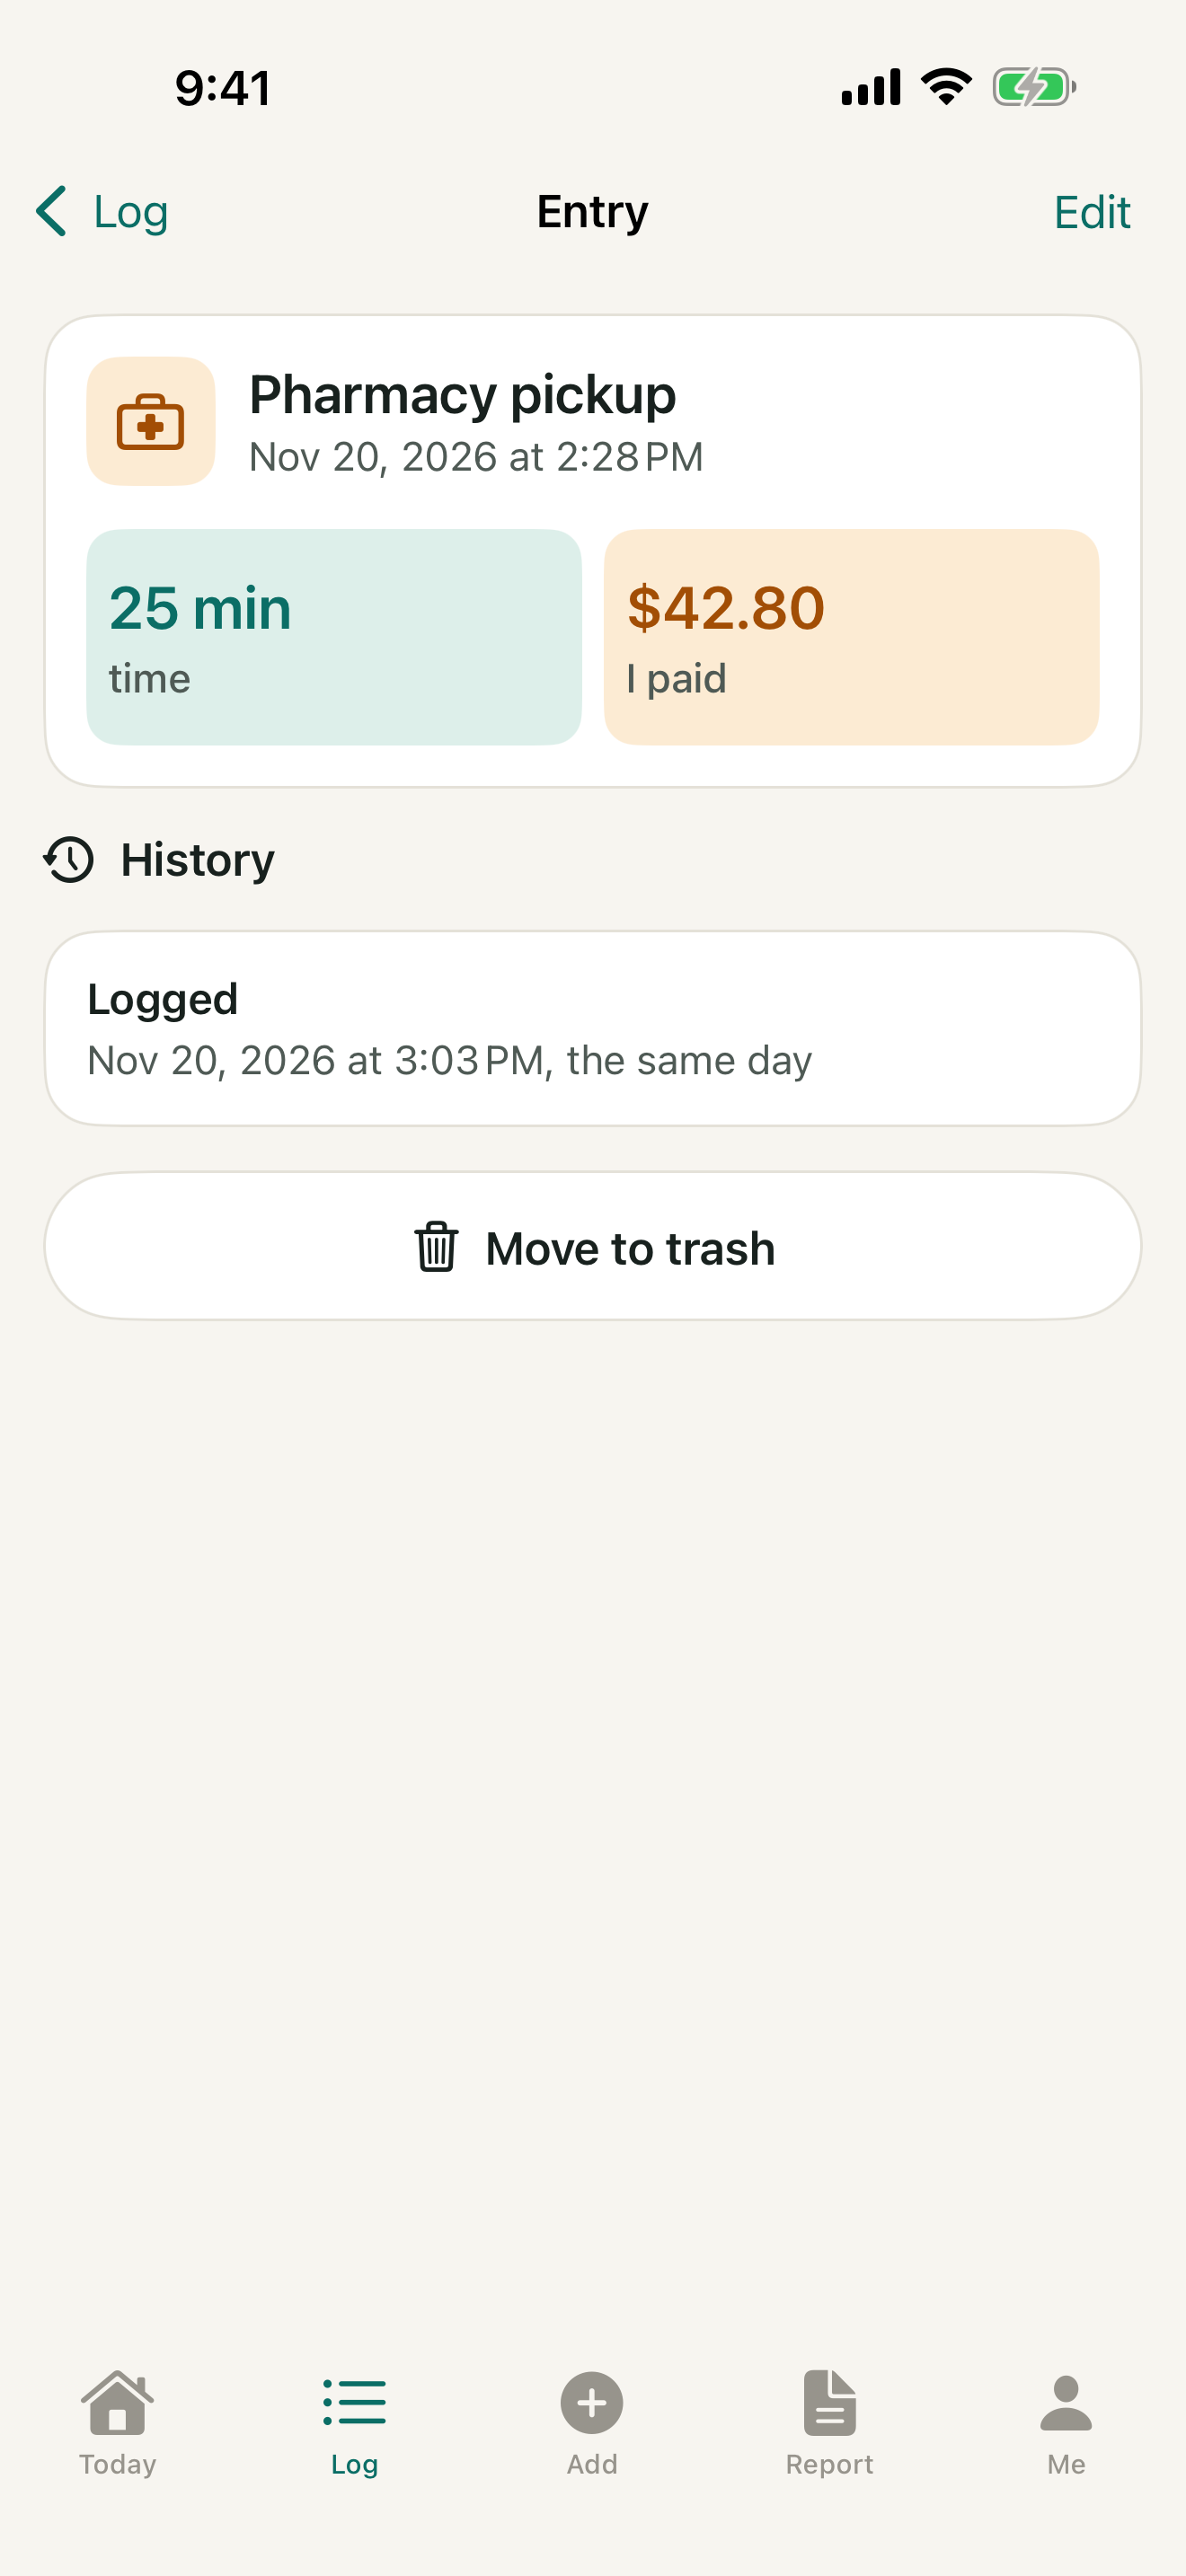 9:41
Log
Entry
Edit
Pharmacy pickup
Nov 20, 2026 at 2:28 PM
25 min
time
$42.80
I paid
History
Logged
Nov 20, 2026 at 3:03 PM, the same day
Move to trash
Today
Log
Add
Report
Me